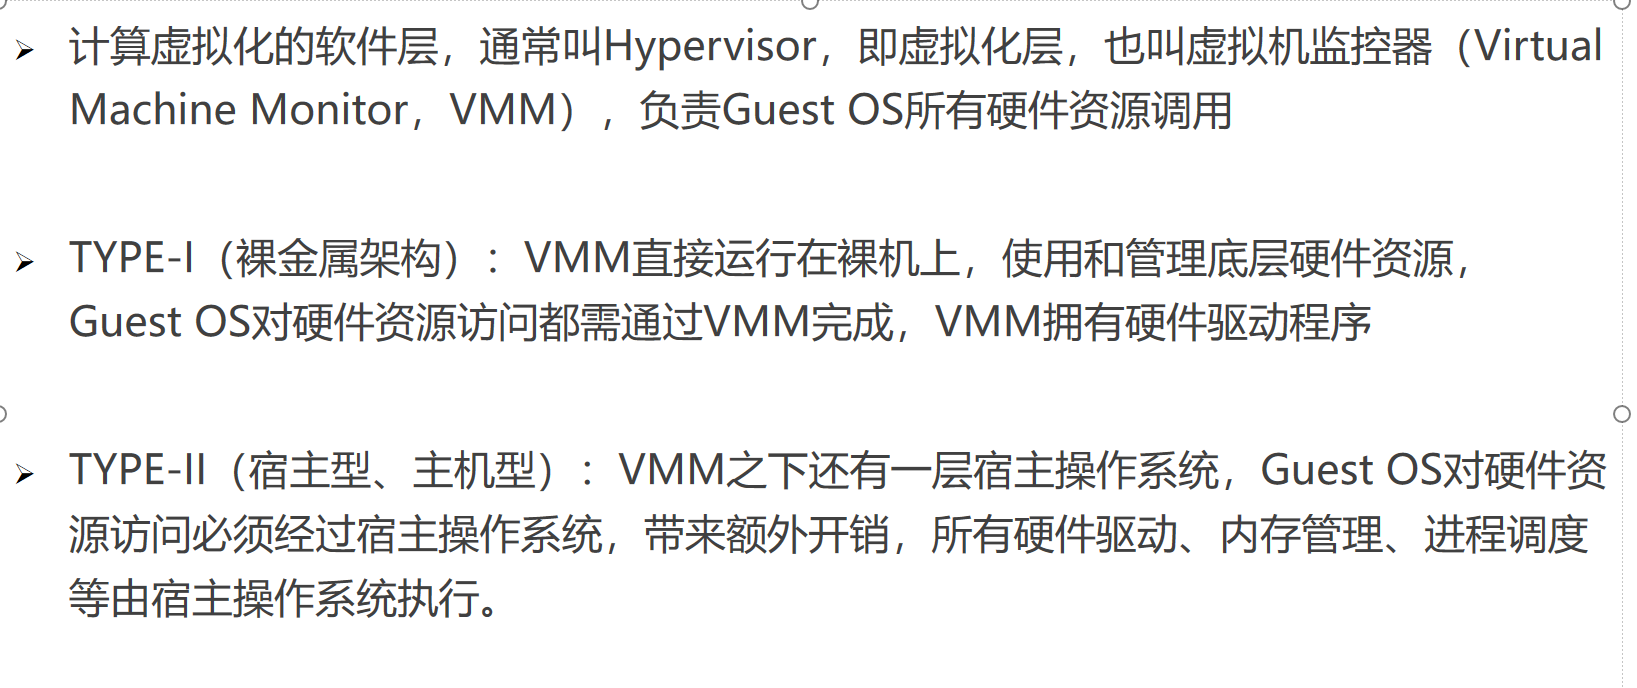 ➢ 计算虚拟化的软件层，通常叫Hypervisor，即虚拟化层，也叫虚拟机监控器（Virtual
Machine Monitor，VMM），负责Guest OS所有硬件资源调用
➢ TYPE-I（裸金属架构）：VMM直接运行在裸机上，使用和管理底层硬件资源，
Guest OS对硬件资源访问都需通过VMM完成，VMM拥有硬件驱动程序
➢ TYPE-II（宿主型、主机型）：VMM之下还有一层宿主操作系统，Guest OS对硬件资
源访问必须经过宿主操作系统，带来额外开销，所有硬件驱动、内存管理、进程调度
等由宿主操作系统执行。